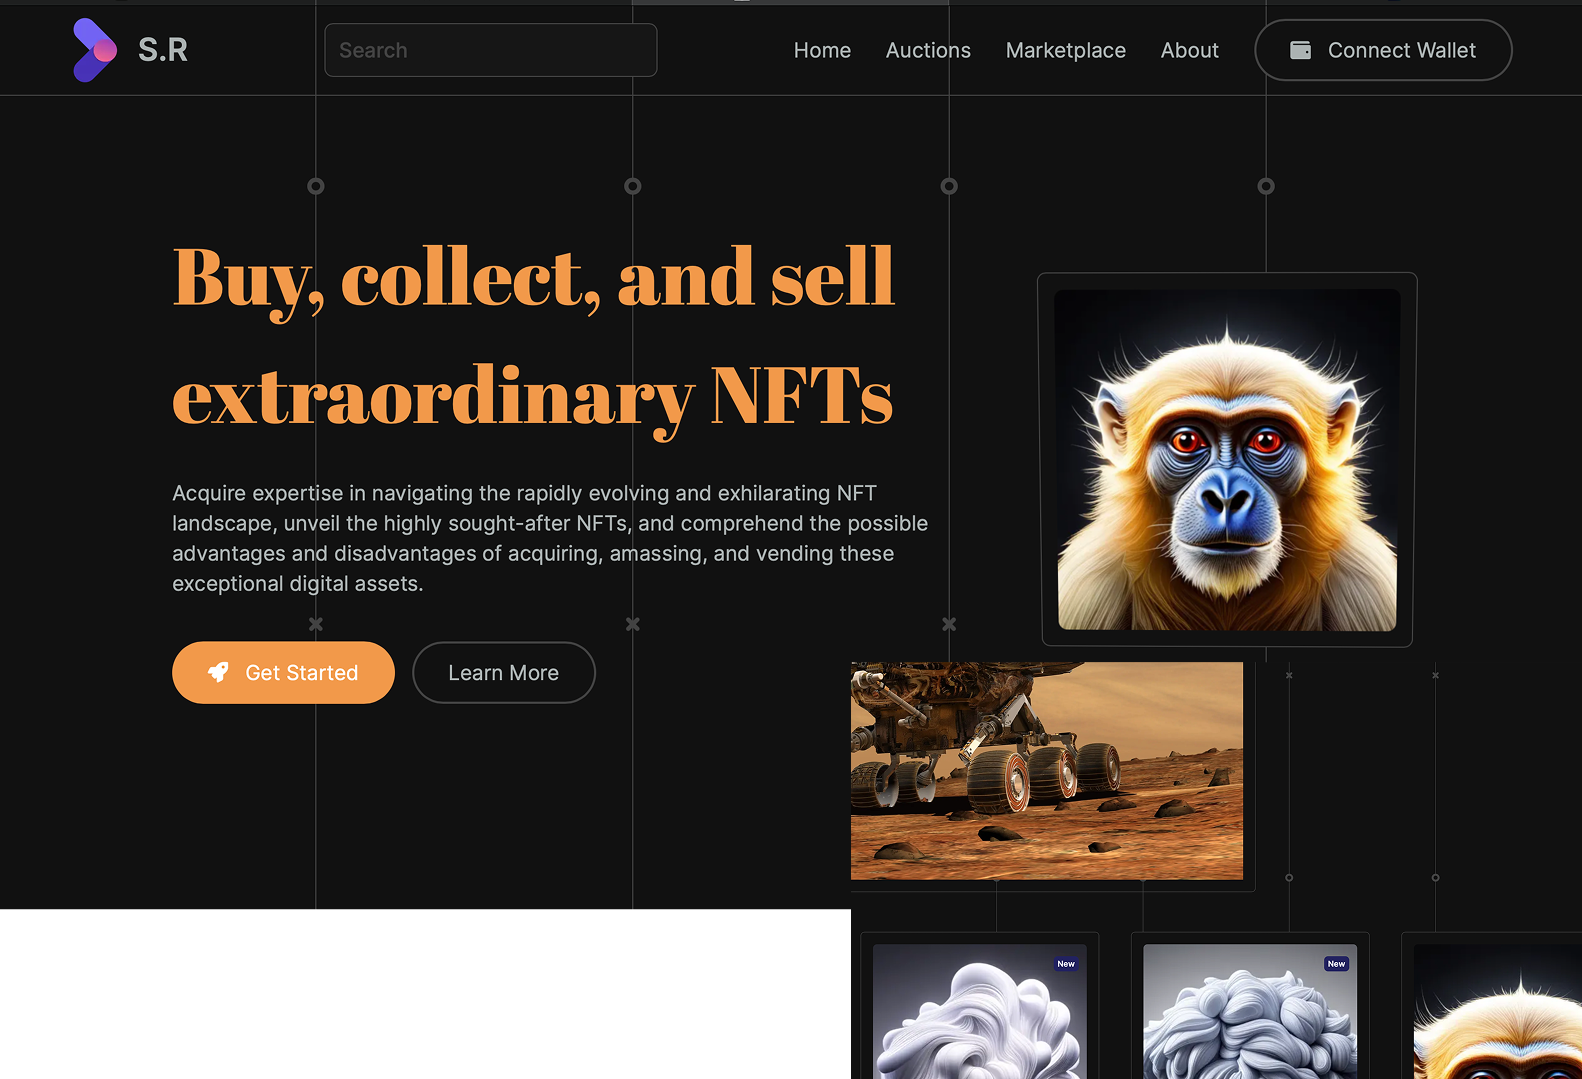 S.R
Search
Home
Auctions
Marketplace
About
Connect Wallet
Buy, collect, and sell
extraordinary NFTs
Acquire expertise in navigating the rapidly evolving and exhilarating NFT
landscape, unveil the highly sought-after NFTs, and comprehend the possible
advantages and disadvantages of acquiring, amassing, and vending these
exceptional digital assets.
Get Started
Learn More
New
New